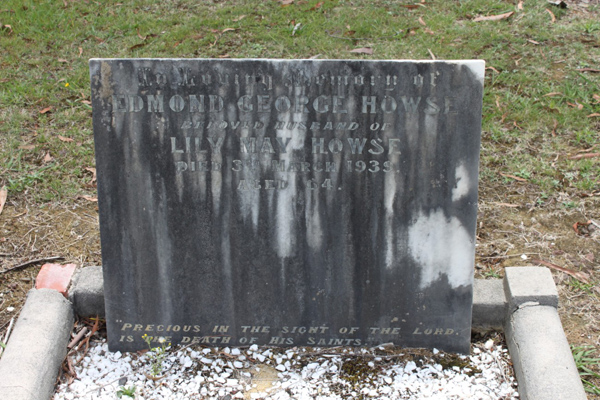 In Loving Memory of
EDMOND GEORGE HOWSE
BELOVED HUSBAND OF
LILY MAY HOWSE
DIED 3RD MARCH 1939.
AGED 64.
"PRECIOUS IN THE SIGHT OF THE LORD,
IS THE DEATH OF HIS SAINTS."